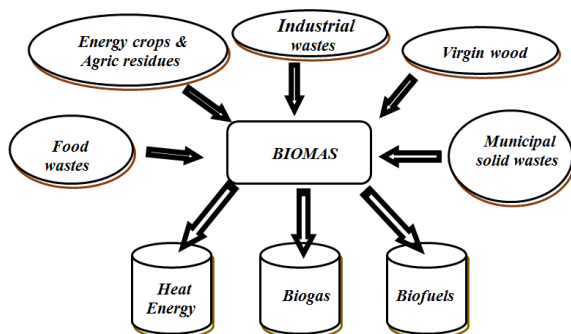 Energy crops &
Agric residues
Industrial
wastes
Virgin wood
Food
wastes
BIOMAS
Municipal
solid wastes
Heat
Energy
Biogas
Biofuels